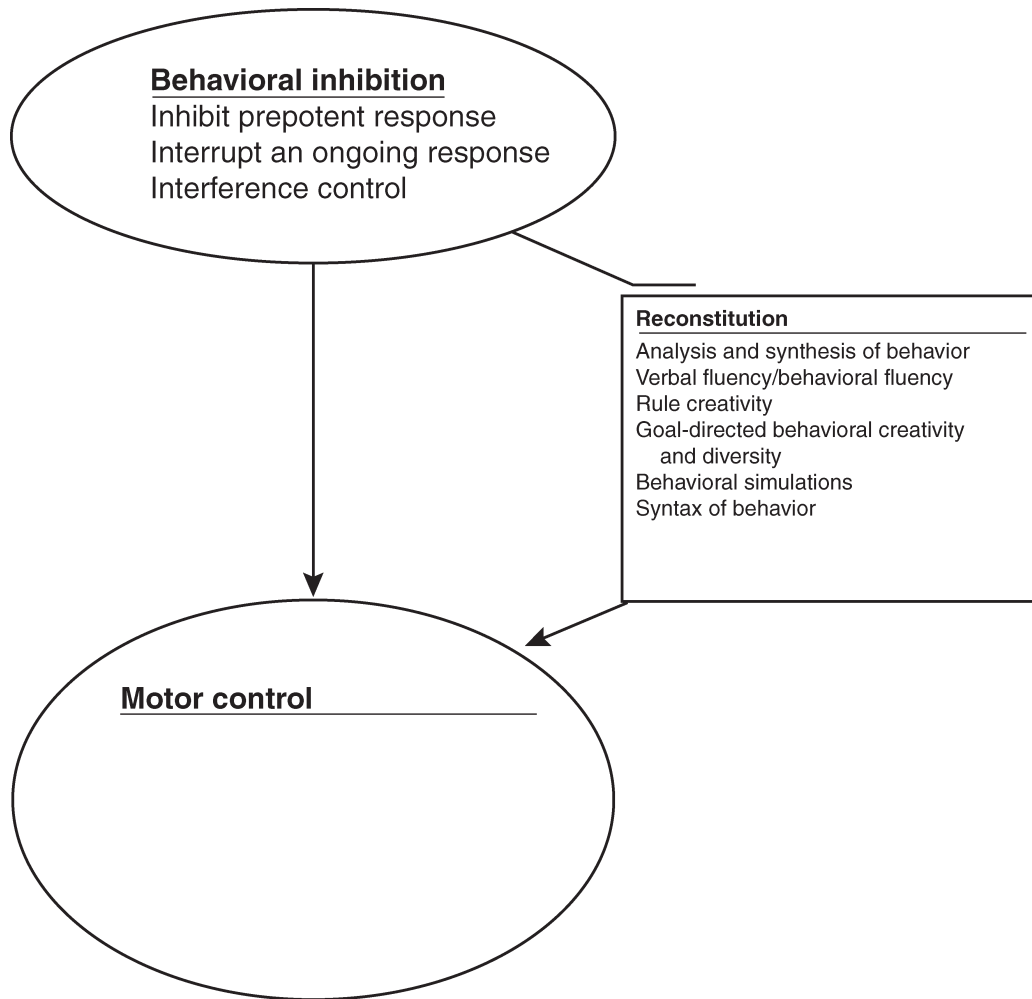 Behavioral inhibition
Inhibit prepotent response
Interrupt an ongoing response
Interference control
Reconstitution
Analysis and synthesis of behavior
Verbal fluency/behavioral fluency
Rule creativity
Goal-directed behavioral creativity
and diversity
Behavioral simulations
Syntax of behavior
Motor control